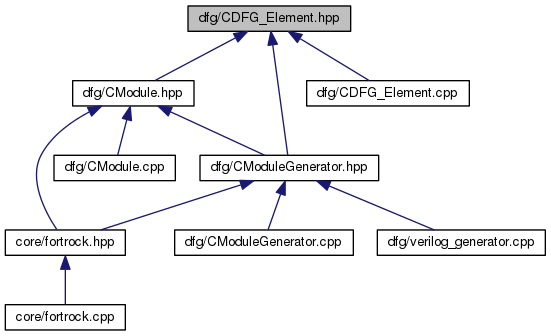 dfg/CDFG_Element.hpp
dfg/CModule.hpp
dfg/CDFG_Element.cpp
dfg/CModule.cpp
dfg/CModuleGenerator.hpp
core/fortrock.hpp
dfg/CModuleGenerator.cpp
dfg/verilog_generator.cpp
core/fortrock.cpp